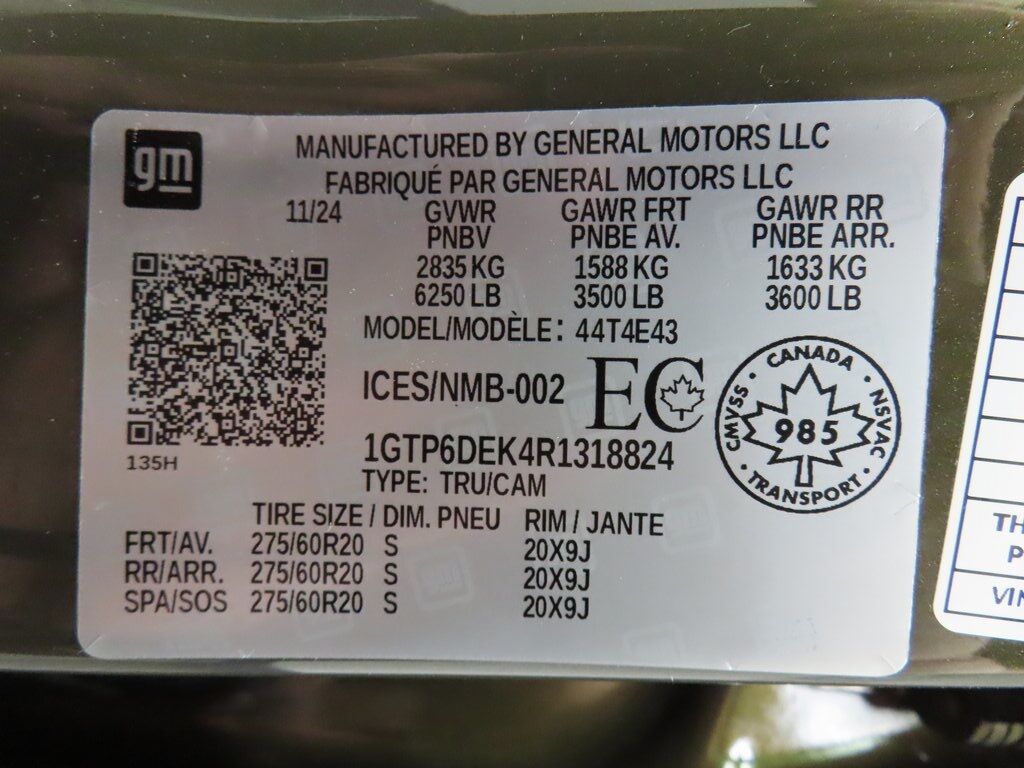 gm
MANUFACTURED BY GENERAL MOTORS LLC
FABRIQUÉ PAR GENERAL MOTORS LLC
11/24 GVWR GAWR FRT GAWR RR
PNBV PNBE AV. PNBE ARR.
2835 KG 1588 KG 1633 KG
6250 LB 3500 LB 3600 LB
MODEL/MODÈLE: 44T4E43
ICES/NMB-002 EC
CANADA
CMVSS · NSVAC
985
TRANSPORT
135H
1GTP6DEK4R1318824
TYPE: TRU/CAM
TIRE SIZE / DIM. PNEU RIM / JANTE
FRT/AV. 275/60R20 S 20X9J
RR/ARR. 275/60R20 S 20X9J
SPA/SOS 275/60R20 S 20X9J
TH
P
VIN